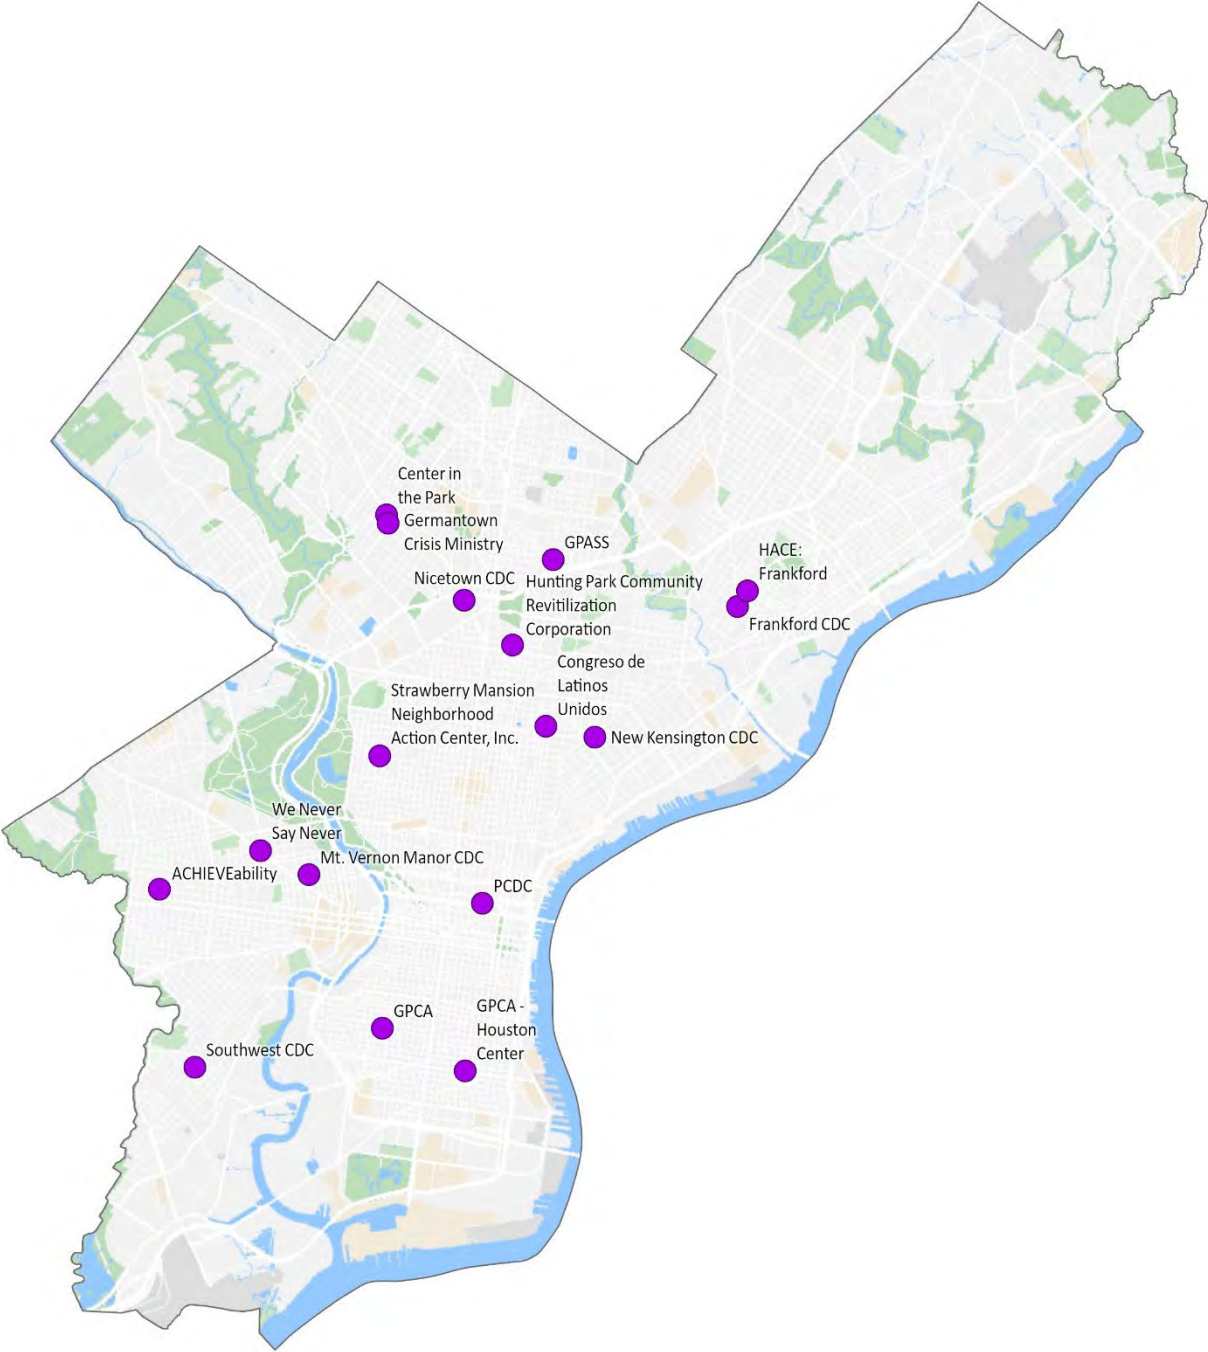 Center in
the Park
Germantown
Crisis Ministry
GPASS
HACE:
Frankford
Nicetown CDC
Hunting Park Community
Revitilization
Corporation
Frankford CDC
Congreso de
Latinos
Unidos
Strawberry Mansion
Neighborhood
Action Center, Inc.
New Kensington CDC
We Never
Say Never
Mt. Vernon Manor CDC
ACHIEVEability
PCDC
GPCA
GPCA -
Houston
Center
Southwest CDC